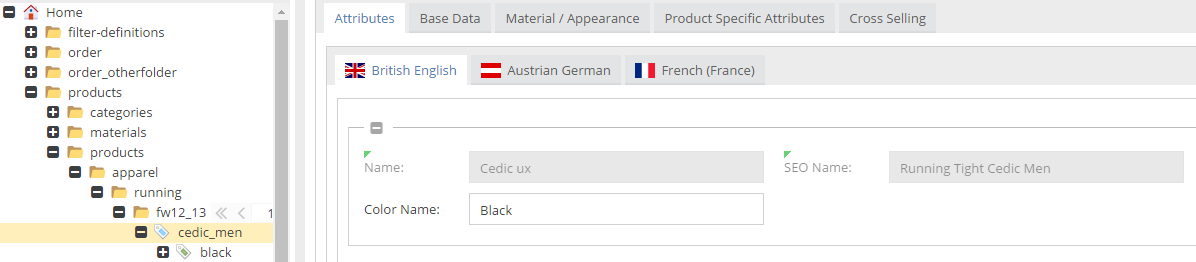 Home
filter-definitions
order
order_otherfolder
products
categories
materials
products
apparel
running
fw12_13 1
cedic_men
black
Attributes Base Data Material / Appearance Product Specific Attributes Cross Selling
British English Austrian German French (France)
Name: Cedic ux SEO Name: Running Tight Cedic Men
Color Name: Black